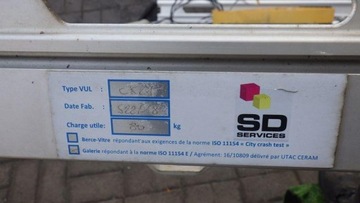 Type VUL :
Date Fab. :
Charge utile: kg
SD
SERVICES
Berce-Vitre répondant aux exigences de la norme ISO 11154 « City crash test »
Galerie répondant à la norme ISO 11154 E / Agrément: 16/10809 délivré par UTAC CERAM